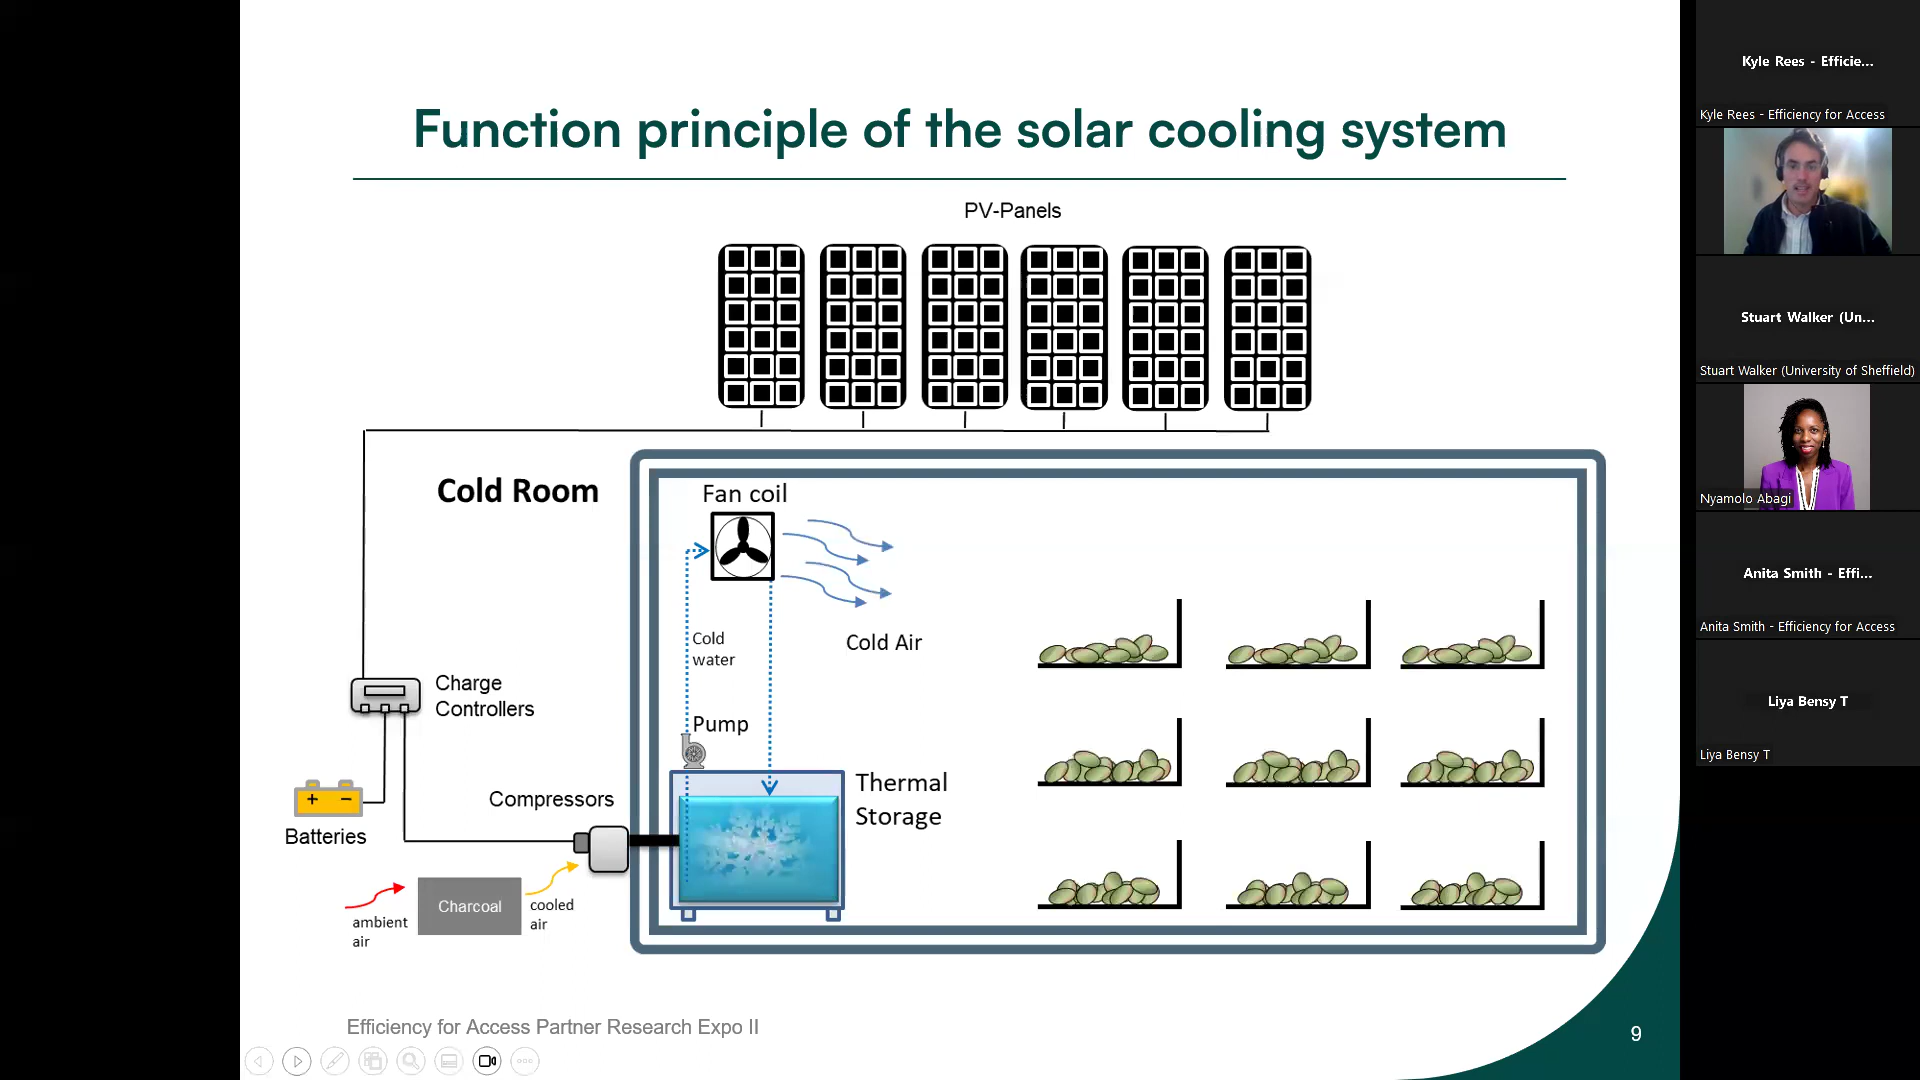 Function principle of the solar cooling system
PV-Panels
Cold Room
Fan coil
Cold
water
Cold Air
Charge
Controllers
Pump
Thermal
Storage
Compressors
+ −
Batteries
Charcoal
ambient
air
cooled
air
Efficiency for Access Partner Research Expo II
9
Kyle Rees - Efficie...
Kyle Rees - Efficiency for Access
Stuart Walker (Un...
Stuart Walker (University of Sheffield)
Nyamolo Abagi
Anita Smith - Effi...
Anita Smith - Efficiency for Access
Liya Bensy T
Liya Bensy T